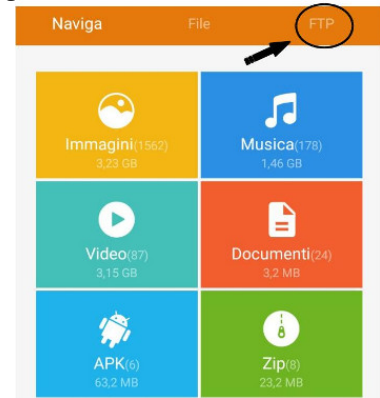 Naviga File FTP
Immagini(1562) Musica(178)
3,23 GB 1,46 GB
Video(87) Documenti(24)
3,15 GB 3,2 MB
APK(6) Zip(8)
63,2 MB 23,2 MB